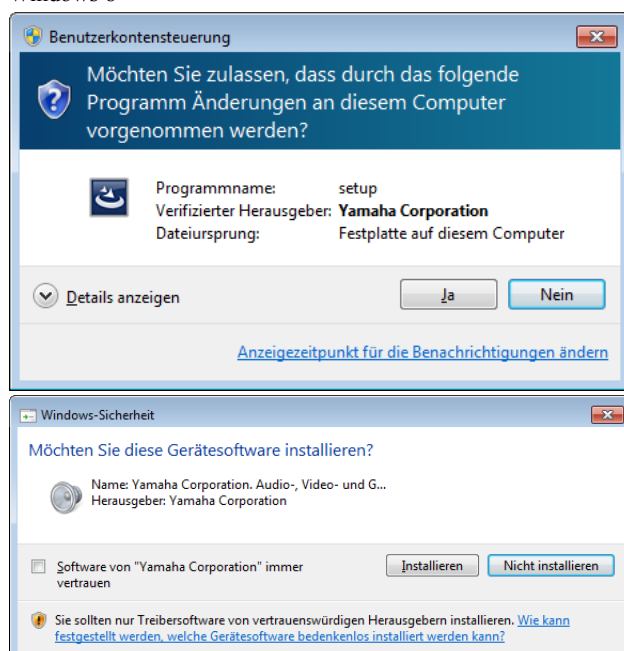 Benutzerkontensteuerung
Möchten Sie zulassen, dass durch das folgende
Programm Änderungen an diesem Computer
vorgenommen werden?
Programmname: setup
Verifizierter Herausgeber: Yamaha Corporation
Dateiursprung: Festplatte auf diesem Computer
Details anzeigen
Ja
Nein
Anzeigezeitpunkt für die Benachrichtigungen ändern
Windows-Sicherheit
Möchten Sie diese Gerätesoftware installieren?
Name: Yamaha Corporation. Audio-, Video- und G...
Herausgeber: Yamaha Corporation
Software von "Yamaha Corporation" immer
vertrauen
Installieren
Nicht installieren
Sie sollten nur Treibersoftware von vertrauenswürdigen Herausgebern installieren. Wie kann
festgestellt werden, welche Gerätesoftware bedenkenlos installiert werden kann?